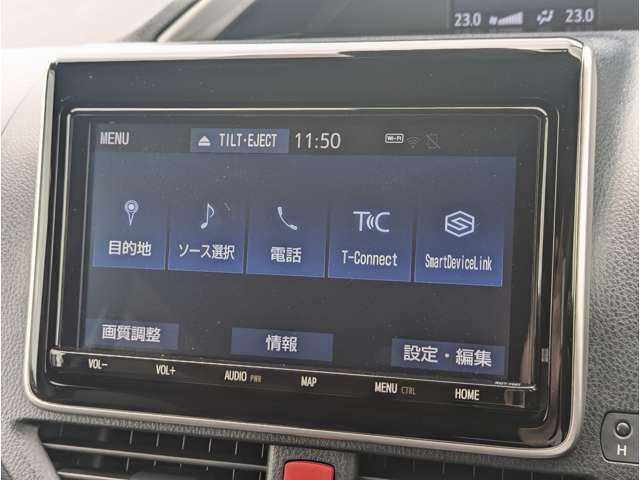 23.0 23.0
MENU TILT・EJECT 11:50 Wi-Fi
目的地 ソース選択 電話 T-Connect SmartDeviceLink
画質調整 情報 設定・編集
VOL− VOL+ AUDIO PWR MAP MENU CTRL HOME
H